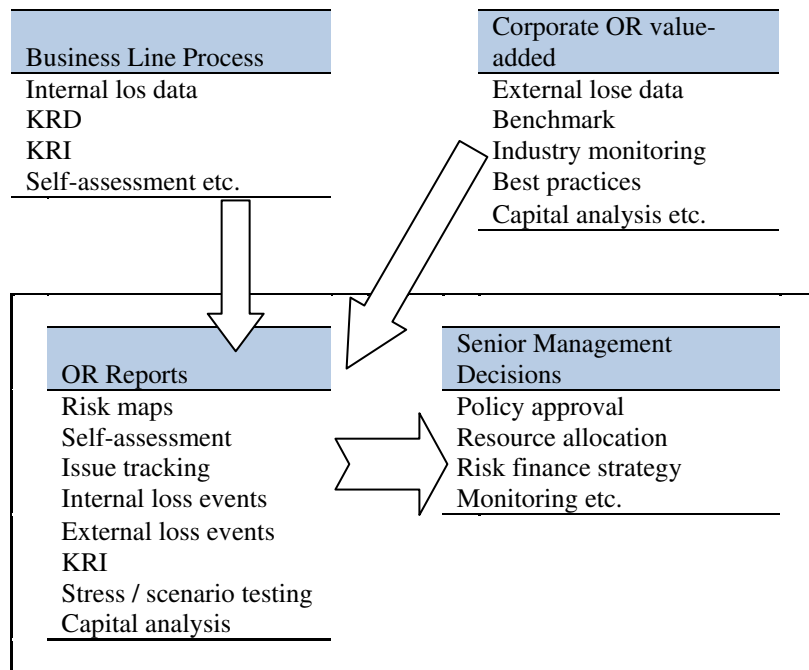 Business Line Process
Internal los data
KRD
KRI
Self-assessment etc.
Corporate OR value-
added
External lose data
Benchmark
Industry monitoring
Best practices
Capital analysis etc.
OR Reports
Risk maps
Self-assessment
Issue tracking
Internal loss events
External loss events
KRI
Stress / scenario testing
Capital analysis
Senior Management
Decisions
Policy approval
Resource allocation
Risk finance strategy
Monitoring etc.